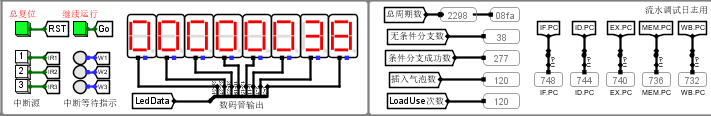 总复位 继续运行
RST Go
1 IR1 W1
2 IR2 W2
3 IR3 W3
中断源 中断等待指示
00000038
LedData 数码管输出
流水调试日志用
总周期数 2298 08fa
无条件分支数 38
条件分支成功数 277
插入气泡数 120
LoadUse次数 120
IF.PC ID.PC EX.PC MEM.PC WB.PC
748 744 740 736 732
IF.PC ID.PC EX.PC MEM.PC WB.PC